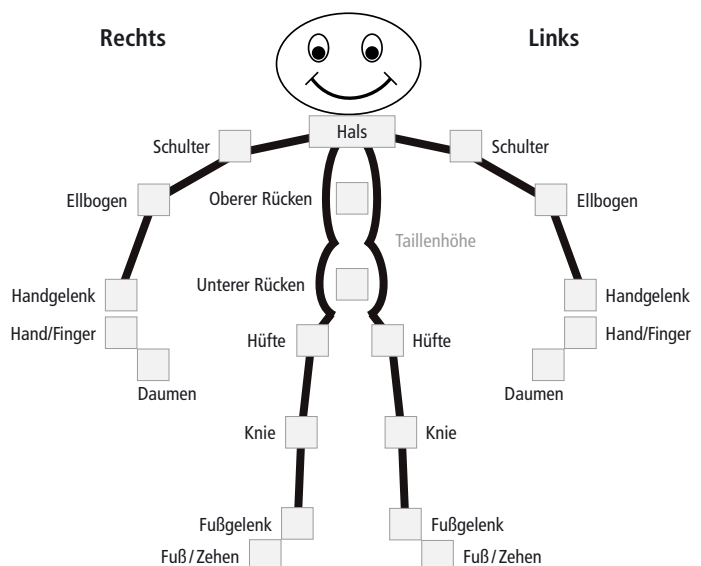 Rechts
Links
Hals
Schulter
Schulter
Ellbogen
Oberer Rücken
Ellbogen
Taillenhöhe
Unterer Rücken
Handgelenk
Handgelenk
Hand/Finger
Hand/Finger
Hüfte
Hüfte
Daumen
Daumen
Knie
Knie
Fußgelenk
Fußgelenk
Fuß/Zehen
Fuß/Zehen